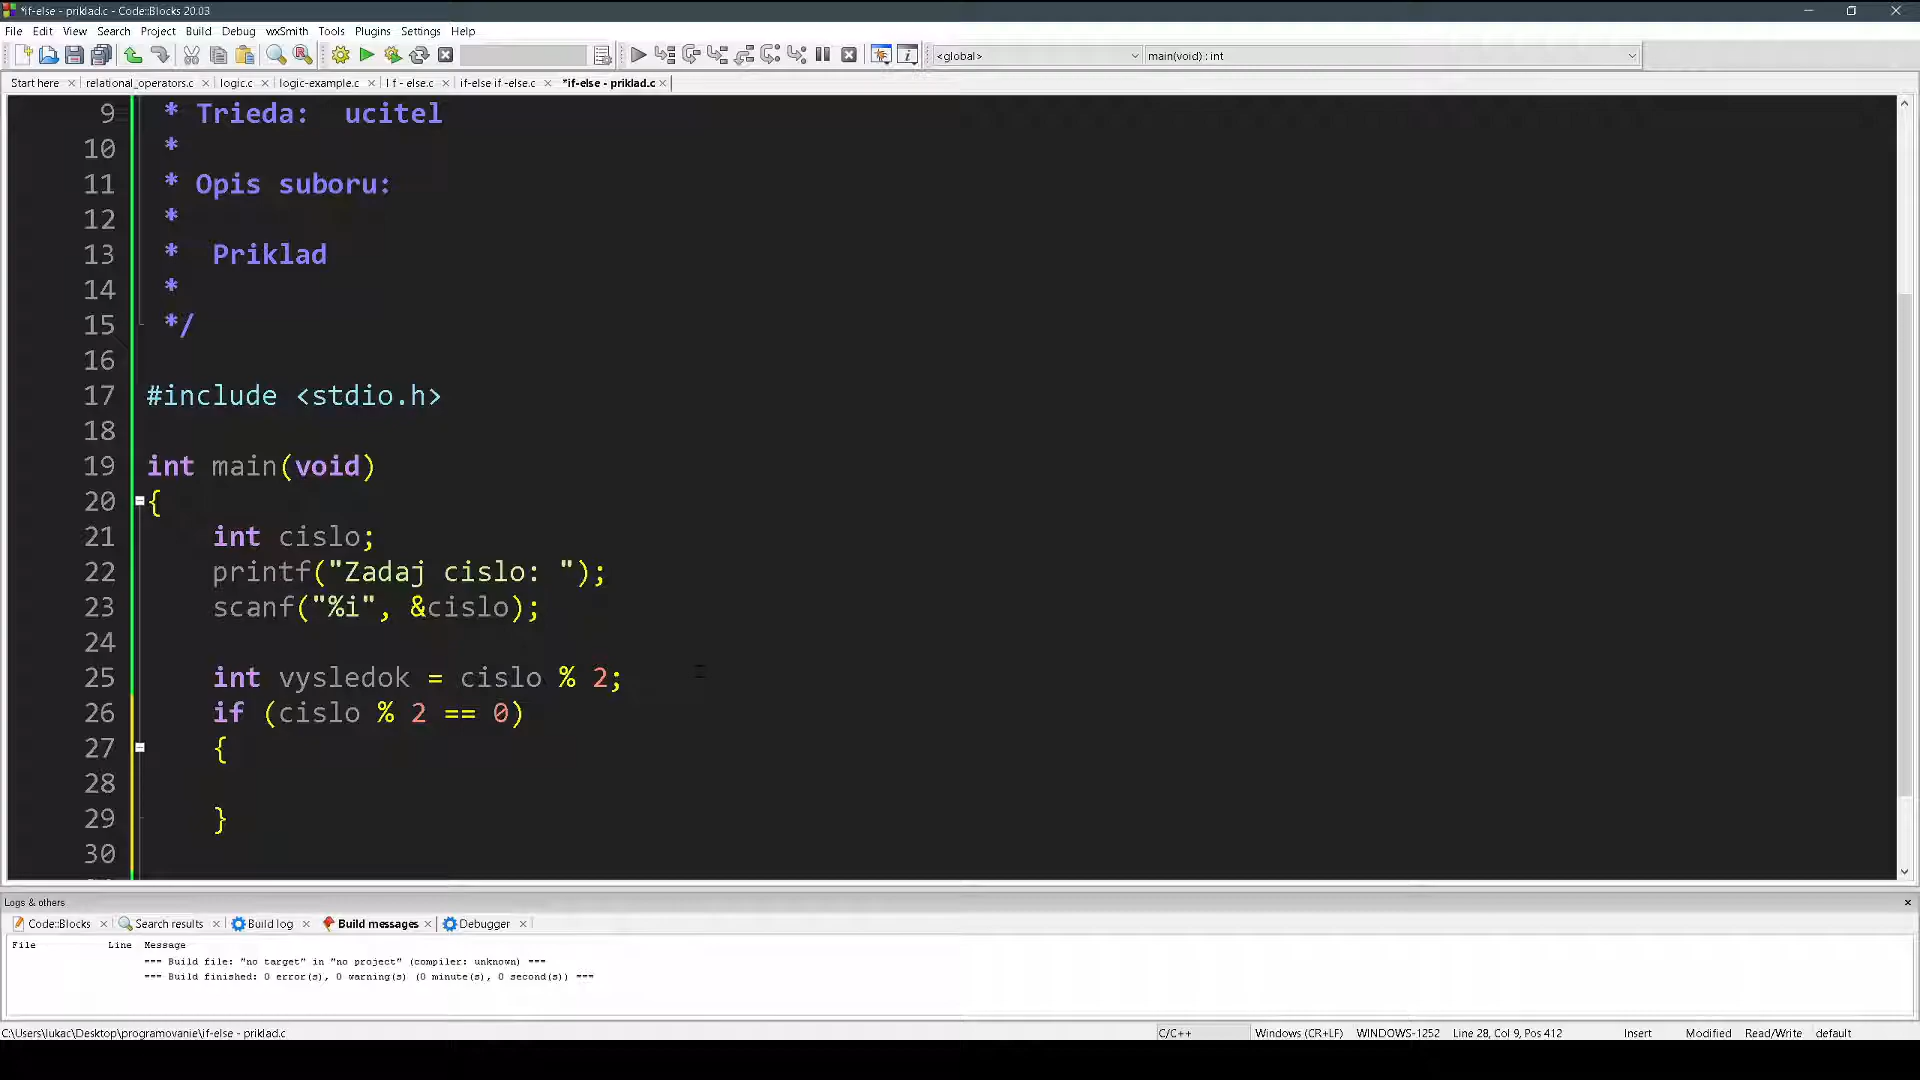 *if-else - priklad.c - Code::Blocks 20.03
File Edit View Search Project Build Debug wxSmith Tools Plugins Settings Help
<global> main(void) : int
Start here relational_operators.c logic.c logic-example.c I f - else.c if-else if -else.c *if-else - priklad.c
9 * Trieda: ucitel
10 *
11 * Opis suboru:
12 *
13 * Priklad
14 *
15 */
16
17 #include <stdio.h>
18
19 int main(void)
20 {
21 int cislo;
22 printf("Zadaj cislo: ");
23 scanf("%i", &cislo);
24
25 int vysledok = cislo % 2;
26 if (cislo % 2 == 0)
27 {
28
29 }
30
Logs & others
Code::Blocks Search results Build log Build messages Debugger
File Line Message
=== Build file: "no target" in "no project" (compiler: unknown) ===
=== Build finished: 0 error(s), 0 warning(s) (0 minute(s), 0 second(s)) ===
C:\Users\lukac\Desktop\programovanie\if-else - priklad.c C/C++ Windows (CR+LF) WINDOWS-1252 Line 28, Col 9, Pos 412 Insert Modified Read/Write default